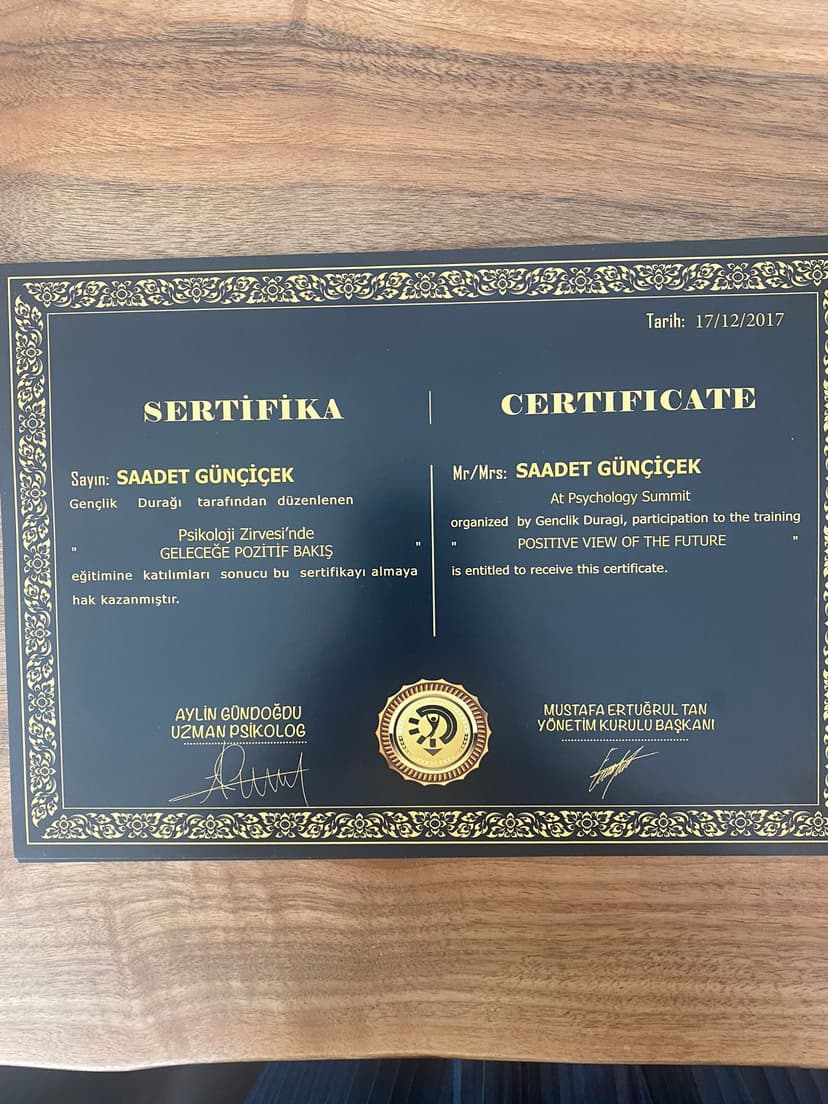 Tarih: 17/12/2017
SERTİFİKA
Sayın: SAADET GÜNÇİÇEK
Gençlik Durağı tarafından düzenlenen
Psikoloji Zirvesi’nde
" GELECEĞE POZİTİF BAKIŞ "
eğitimine katılımları sonucu bu sertifikayı almaya
hak kazanmıştır.
AYLİN GÜNDOĞDU
UZMAN PSİKOLOG
CERTIFICATE
Mr/Mrs: SAADET GÜNÇİÇEK
At Psychology Summit
organized by Genclik Duragi, participation to the training
" POSITIVE VIEW OF THE FUTURE "
is entitled to receive this certificate.
MUSTAFA ERTUĞRUL TAN
YÖNETİM KURULU BAŞKANI